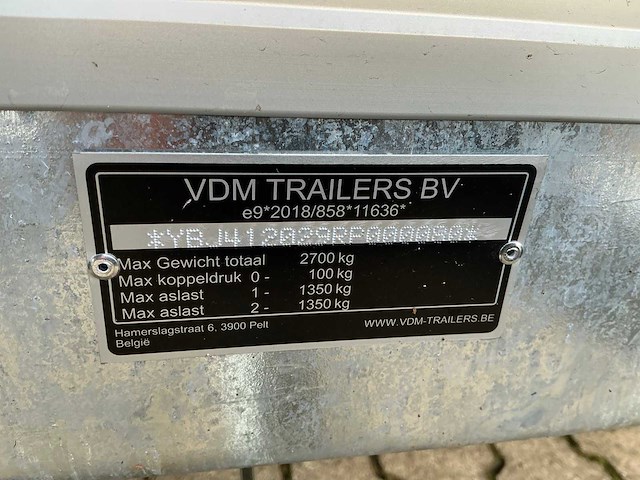 VDM TRAILERS BV
e9*2018/858*11636*
*YBJ412029RP000090*
Max Gewicht totaal 2700 kg
Max koppeldruk 0- 100 kg
Max aslast 1- 1350 kg
Max aslast 2- 1350 kg
Hamerslagstraat 6, 3900 Pelt WWW.VDM-TRAILERS.BE
België